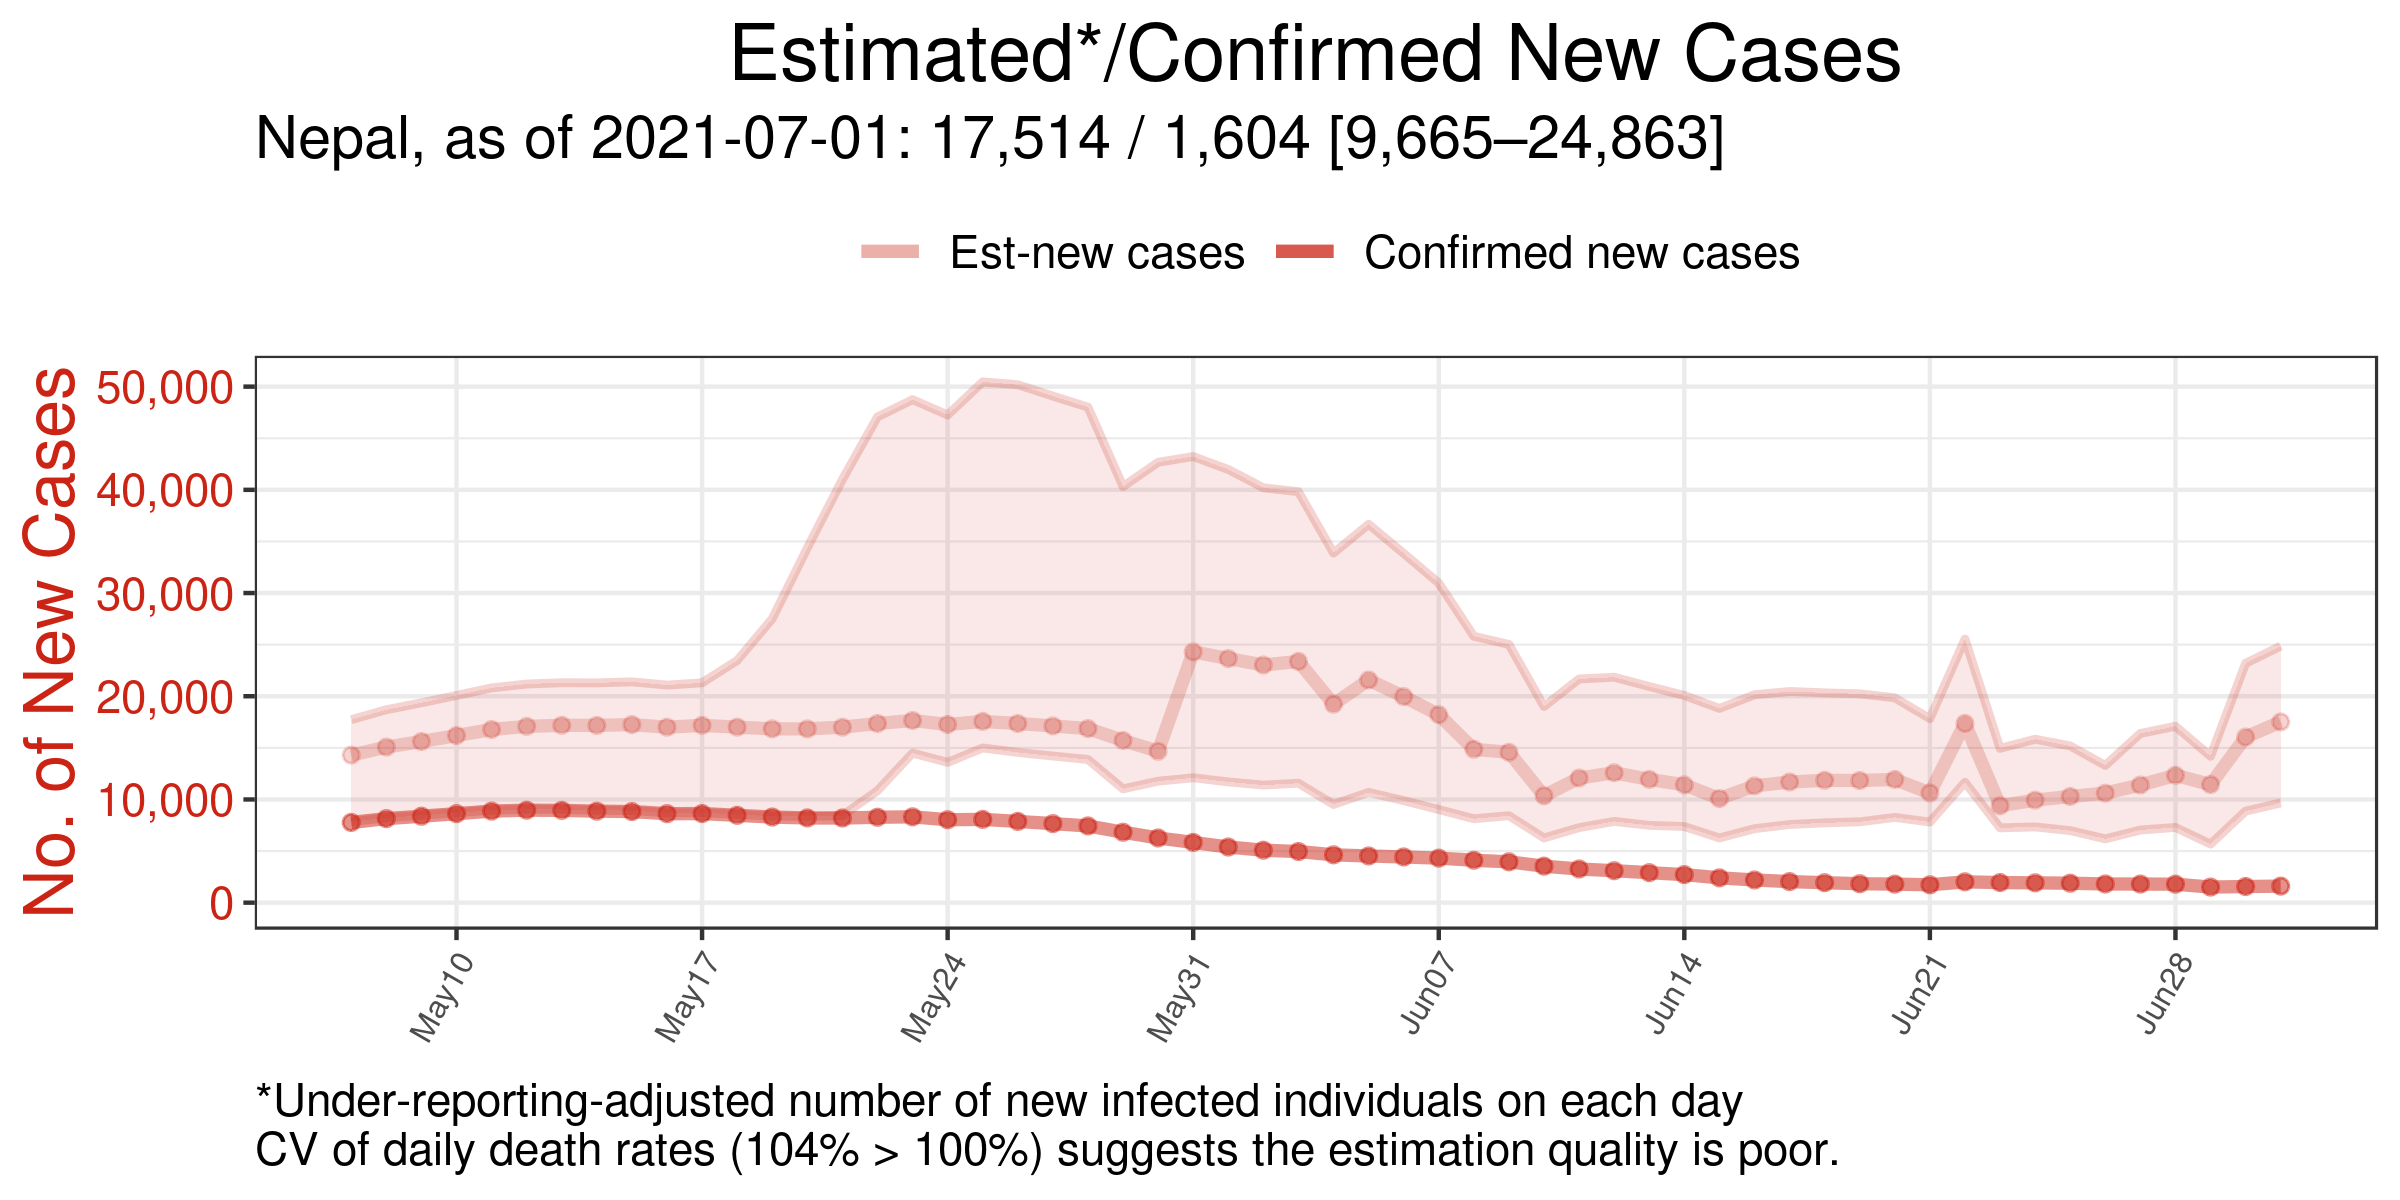 Estimated*/Confirmed New Cases
Nepal, as of 2021-07-01: 17,514 / 1,604 [9,665–24,863]
Est-new cases
Confirmed new cases
No. of New Cases
50,000
40,000
30,000
20,000
10,000
0
May10
May17
May24
May31
Jun07
Jun14
Jun21
Jun28
*Under-reporting-adjusted number of new infected individuals on each day
CV of daily death rates (104% > 100%) suggests the estimation quality is poor.